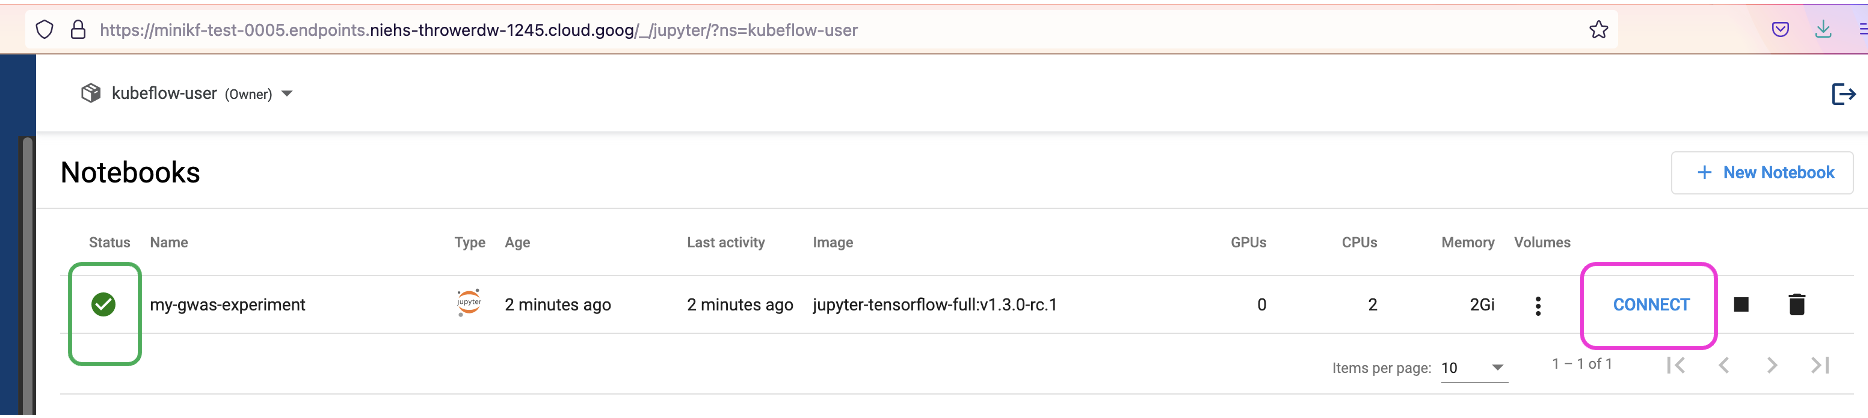 https://minikf-test-0005.endpoints.niehs-throwerdw-1245.cloud.goog/_/jupyter/?ns=kubeflow-user
kubeflow-user (Owner)
Notebooks
+ New Notebook
Status Name Type Age Last activity Image GPUs CPUs Memory Volumes
my-gwas-experiment jupyter 2 minutes ago 2 minutes ago jupyter-tensorflow-full:v1.3.0-rc.1 0 2 2Gi CONNECT
Items per page: 10 1 – 1 of 1